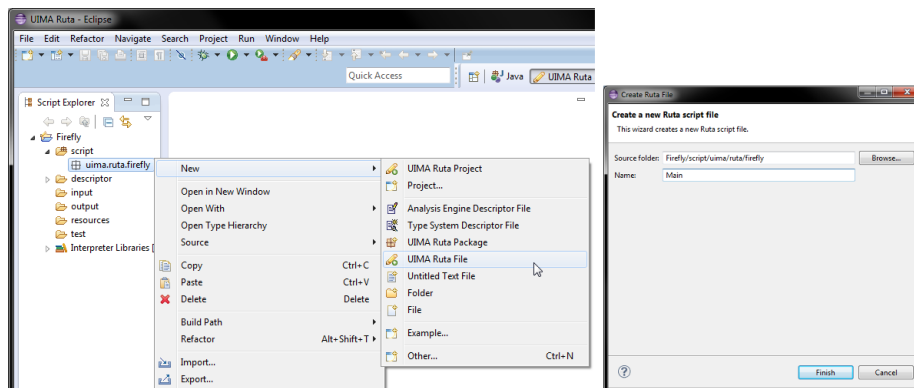 UIMA Ruta - Eclipse
File Edit Refactor Navigate Search Project Run Window Help
Quick Access
Java
UIMA Ruta
Script Explorer
Firefly
script
uima.ruta.firefly
descriptor
input
output
resources
test
Interpreter Libraries [
New
Open in New Window
Open With
Open Type Hierarchy
Source
Copy Ctrl+C
Paste Ctrl+V
Delete Delete
Build Path
Refactor Alt+Shift+T
Import...
Export...
UIMA Ruta Project
Project...
Analysis Engine Descriptor File
Type System Descriptor File
UIMA Ruta Package
UIMA Ruta File
Untitled Text File
Folder
File
Example...
Other... Ctrl+N
Create Ruta File
Create a new Ruta script file
This wizard creates a new Ruta script file.
Source folder: Firefly/script/uima/ruta/firefly Browse...
Name: Main
Finish Cancel